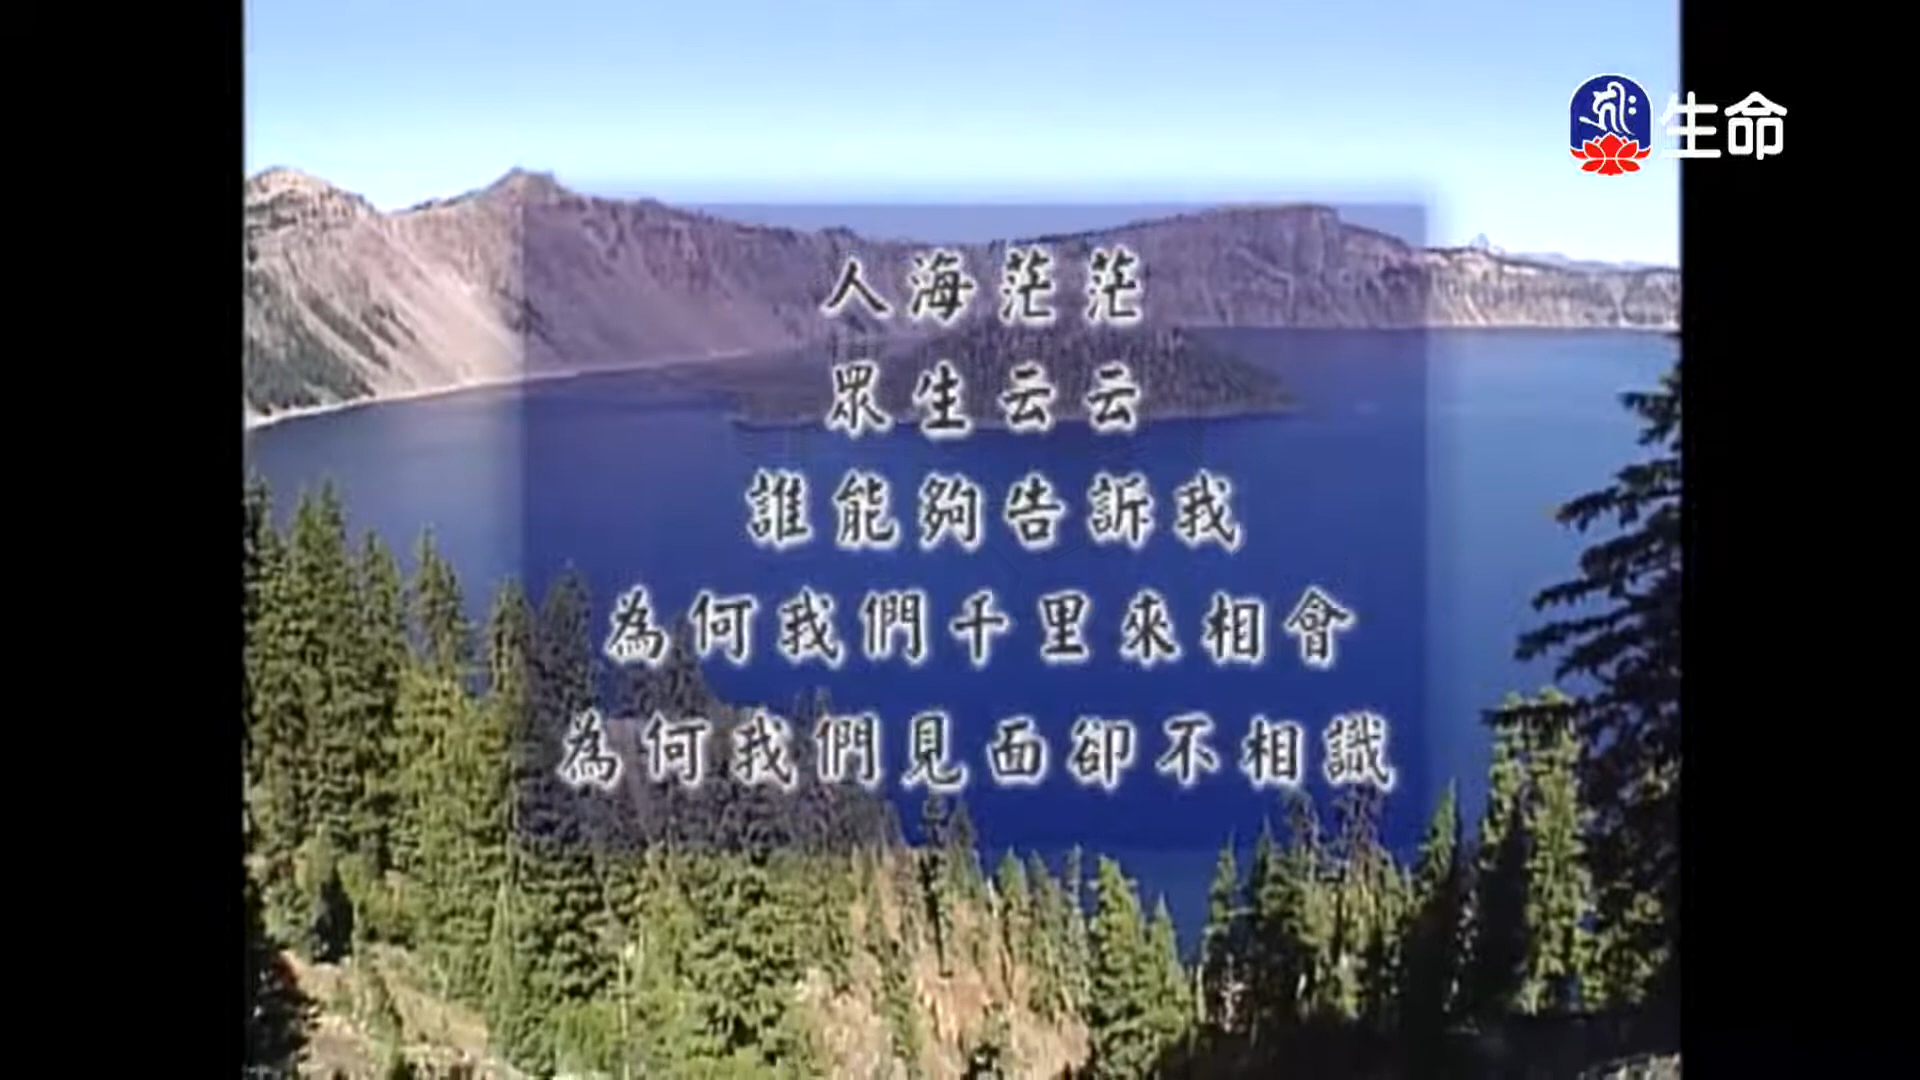 生命
人海茫茫
眾生云云
誰能夠告訴我
為何我們千里來相會
為何我們見面卻不相識